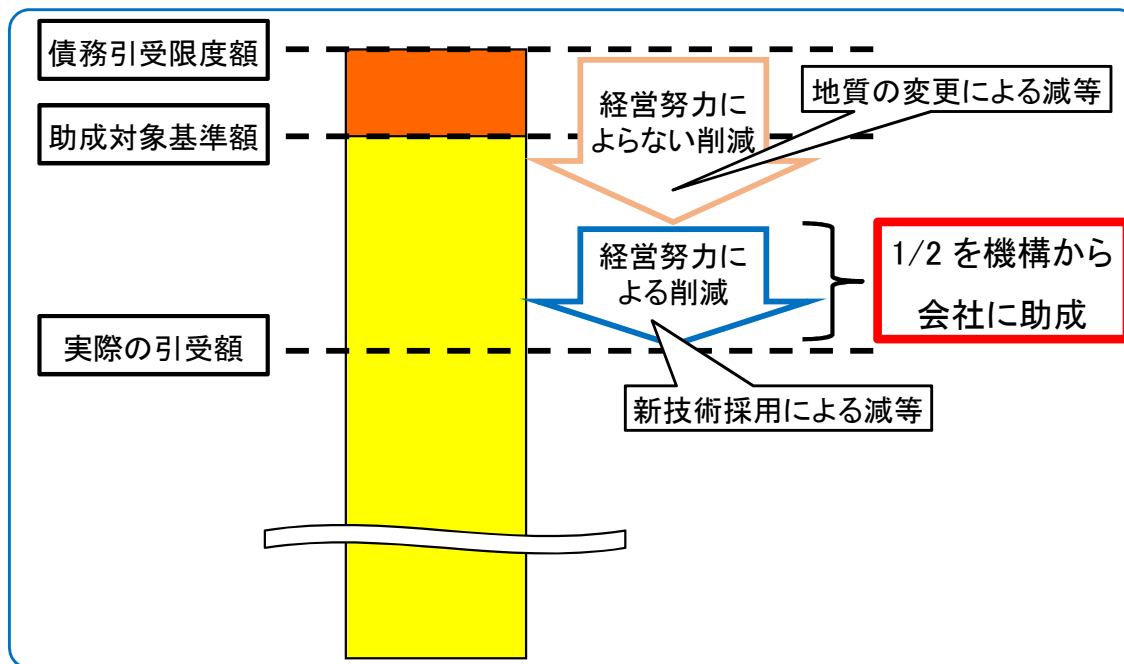 債務引受限度額
助成対象基準額
実際の引受額
経営努力に
よらない削減
地質の変更による減等
経営努力に
よる削減
新技術採用による減等
1/2 を機構から
会社に助成